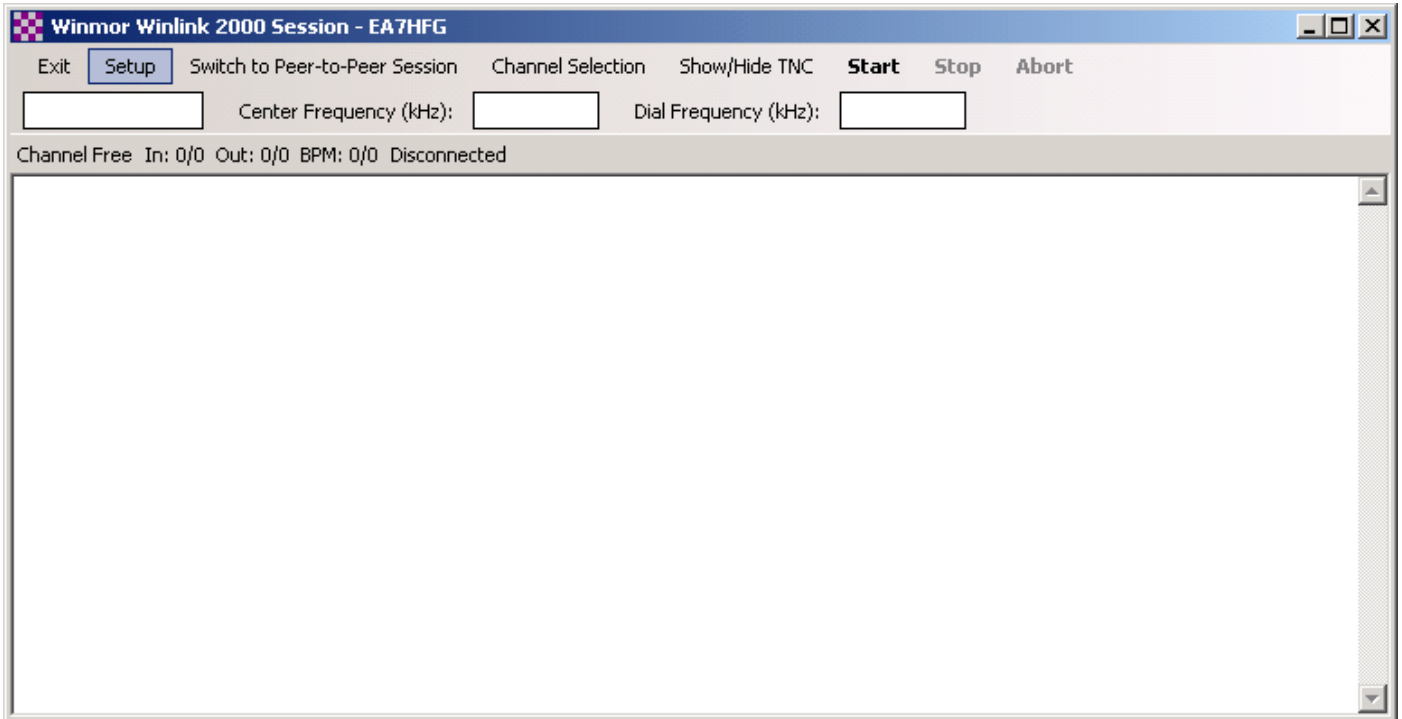 Winmor Winlink 2000 Session - EA7HFG
Exit Setup Switch to Peer-to-Peer Session Channel Selection Show/Hide TNC Start Stop Abort
Center Frequency (kHz): Dial Frequency (kHz):
Channel Free In: 0/0 Out: 0/0 BPM: 0/0 Disconnected